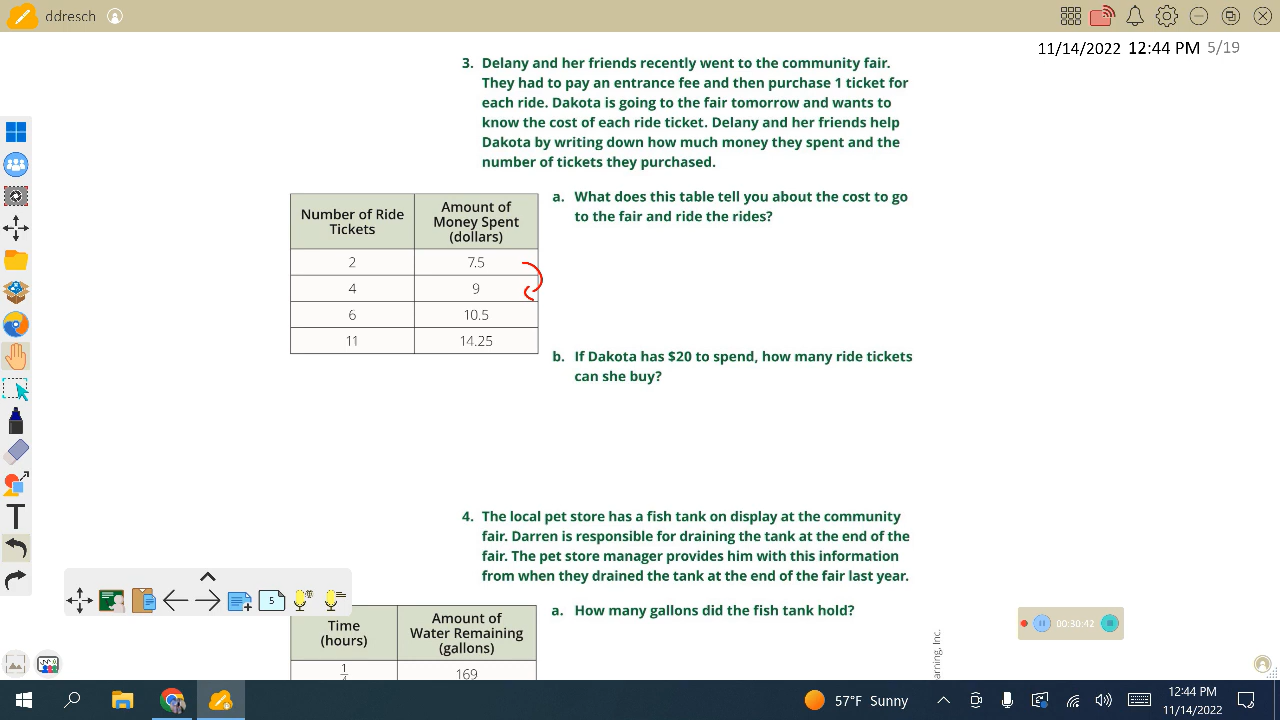 ddresch
11/14/2022 12:44 PM 5/19
3. Delany and her friends recently went to the community fair.
They had to pay an entrance fee and then purchase 1 ticket for
each ride. Dakota is going to the fair tomorrow and wants to
know the cost of each ride ticket. Delany and her friends help
Dakota by writing down how much money they spent and the
number of tickets they purchased.
Number of Ride Tickets Amount of Money Spent (dollars)
2 7.5
4 9
6 10.5
11 14.25
a. What does this table tell you about the cost to go
to the fair and ride the rides?
b. If Dakota has $20 to spend, how many ride tickets
can she buy?
4. The local pet store has a fish tank on display at the community
fair. Darren is responsible for draining the tank at the end of the
fair. The pet store manager provides him with this information
from when they drained the tank at the end of the fair last year.
5
Time (hours) Amount of Water Remaining (gallons)
169
a. How many gallons did the fish tank hold?
arning, Inc.
00:30:42
57°F Sunny
12:44 PM
11/14/2022